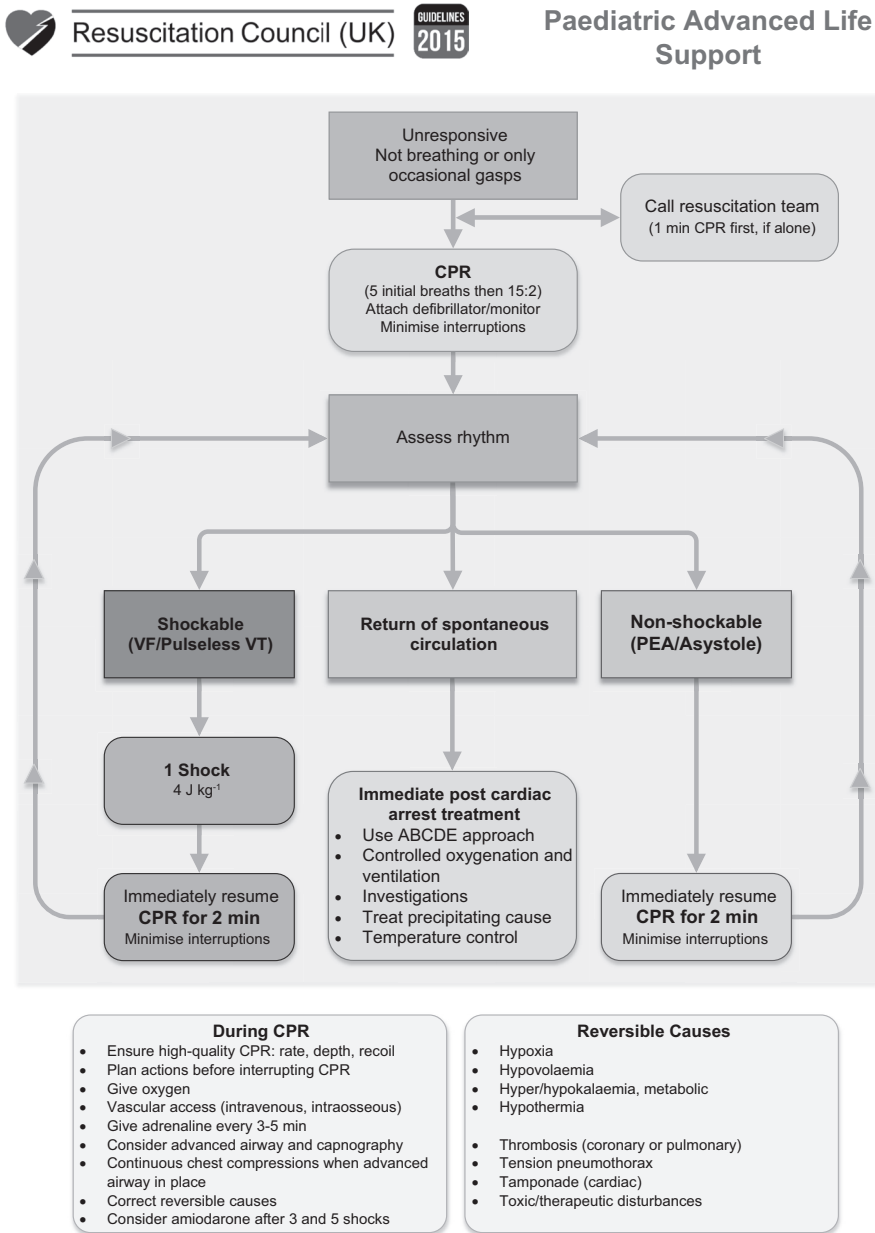 Resuscitation Council (UK)
GUIDELINES
2015
Paediatric Advanced Life
Support
Unresponsive
Not breathing or only
occasional gasps
Call resuscitation team
(1 min CPR first, if alone)
CPR
(5 initial breaths then 15:2)
Attach defibrillator/monitor
Minimise interruptions
Assess rhythm
Shockable
(VF/Pulseless VT)
Return of spontaneous
circulation
Non-shockable
(PEA/Asystole)
1 Shock
4 J kg⁻¹
Immediately resume
CPR for 2 min
Minimise interruptions
Immediate post cardiac
arrest treatment
• Use ABCDE approach
• Controlled oxygenation and
ventilation
• Investigations
• Treat precipitating cause
• Temperature control
Immediately resume
CPR for 2 min
Minimise interruptions
During CPR
• Ensure high-quality CPR: rate, depth, recoil
• Plan actions before interrupting CPR
• Give oxygen
• Vascular access (intravenous, intraosseous)
• Give adrenaline every 3-5 min
• Consider advanced airway and capnography
• Continuous chest compressions when advanced
airway in place
• Correct reversible causes
• Consider amiodarone after 3 and 5 shocks
Reversible Causes
• Hypoxia
• Hypovolaemia
• Hyper/hypokalaemia, metabolic
• Hypothermia
• Thrombosis (coronary or pulmonary)
• Tension pneumothorax
• Tamponade (cardiac)
• Toxic/therapeutic disturbances